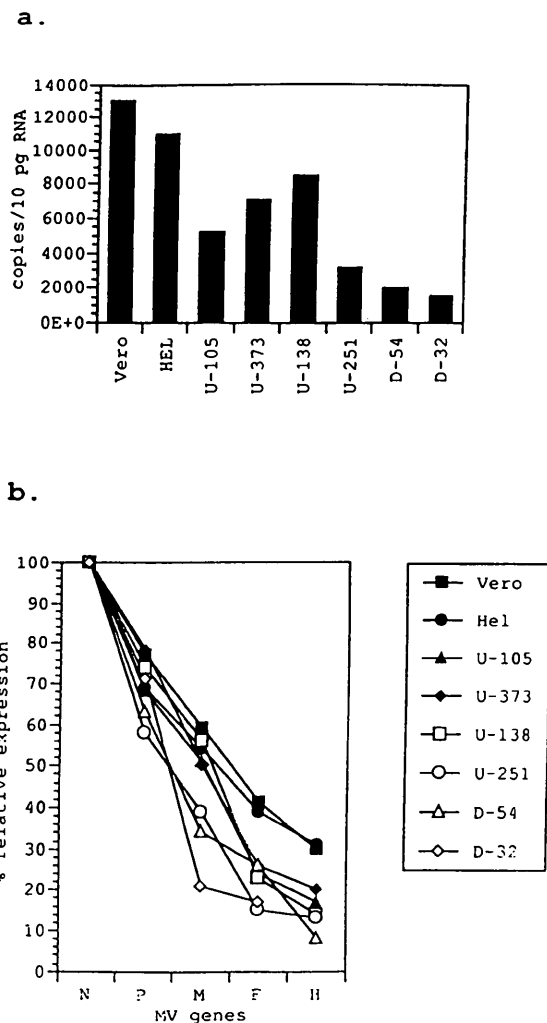 a.
copies/10 pg RNA
14000
12000
10000
8000
6000
4000
2000
0E+0
Vero
HEL
U-105
U-373
U-138
U-251
D-54
D-32
b.
% relative expression
100
90
80
70
60
50
40
30
20
10
0
N P M F H
MV genes
Vero
Hel
U-105
U-373
U-138
U-251
D-54
D-32